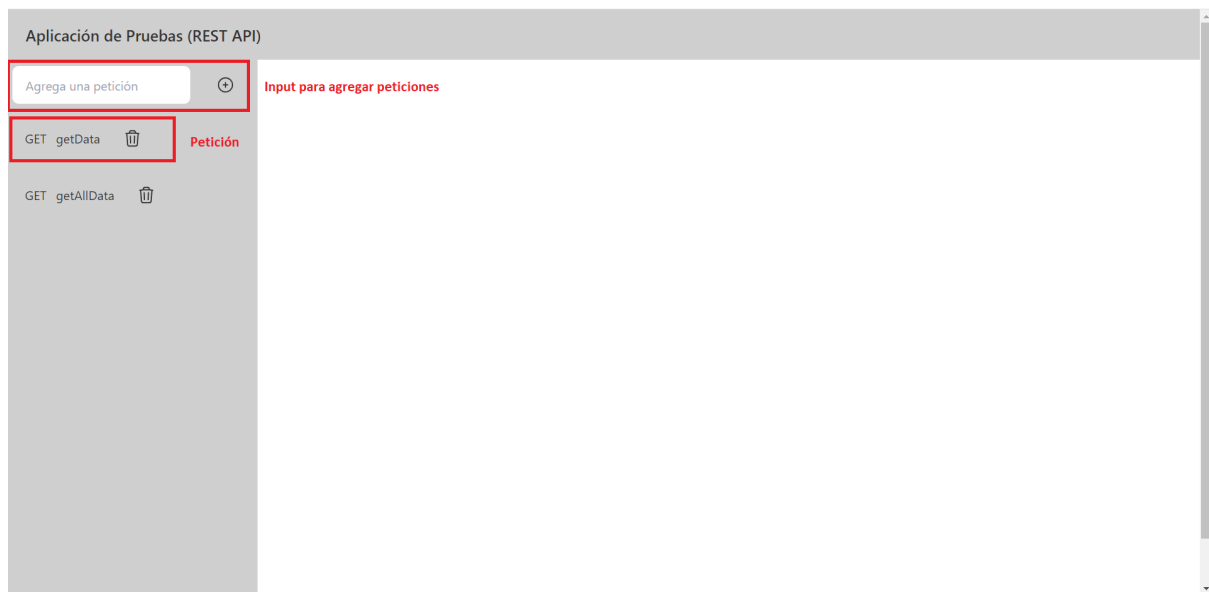 Aplicación de Pruebas (REST API)
Agrega una petición
Input para agregar peticiones
GET getData
Petición
GET getAllData